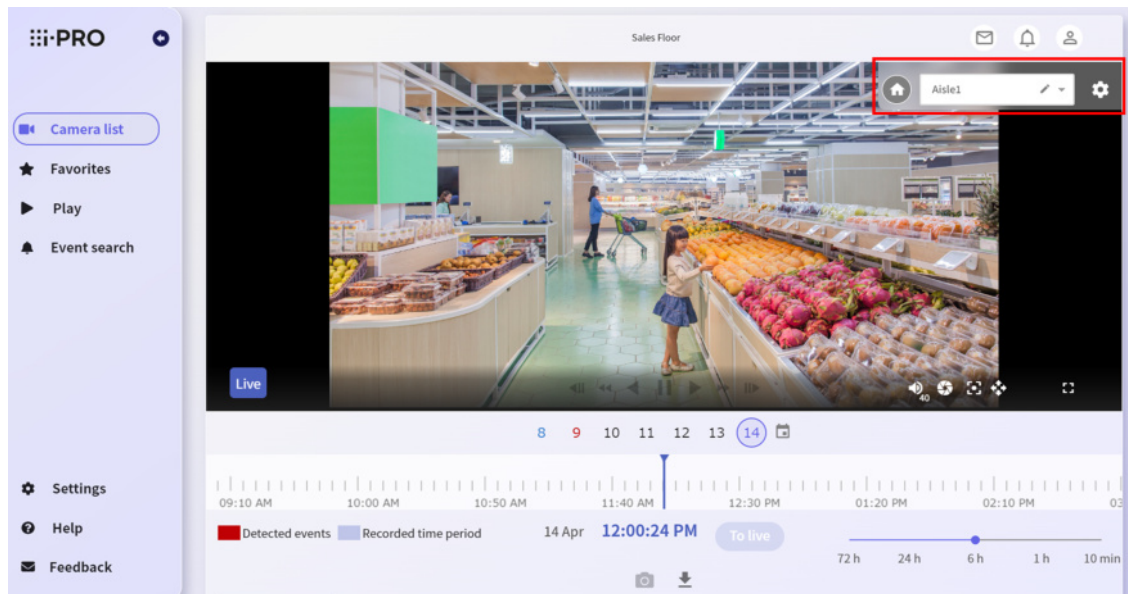 i-PRO
Sales Floor
Aisle1
Camera list
Favorites
Play
Event search
Live
40
8 9 10 11 12 13 14
09:10 AM 10:00 AM 10:50 AM 11:40 AM 12:30 PM 01:20 PM 02:10 PM 03
Settings
Help
Feedback
Detected events Recorded time period 14 Apr 12:00:24 PM To live
72 h 24 h 6 h 1 h 10 min